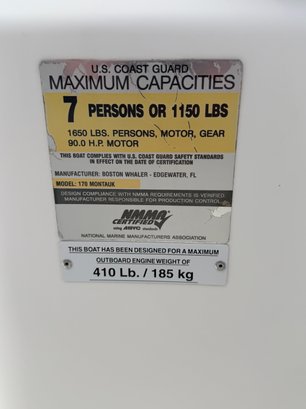 U.S. COAST GUARD
MAXIMUM CAPACITIES
7 PERSONS OR 1150 LBS
1650 LBS. PERSONS, MOTOR, GEAR
90.0 H.P. MOTOR
THIS BOAT COMPLIES WITH U.S. COAST GUARD SAFETY STANDARDS
IN EFFECT ON THE DATE OF CERTIFICATION
MANUFACTURER: BOSTON WHALER - EDGEWATER, FL
MODEL: 170 MONTAUK
DESIGN COMPLIANCE WITH NMMA REQUIREMENTS IS VERIFIED.
MANUFACTURER RESPONSIBLE FOR PRODUCTION CONTROL.
NMMA
CERTIFIED
using ABYC standards
NATIONAL MARINE MANUFACTURERS ASSOCIATION
THIS BOAT HAS BEEN DESIGNED FOR A MAXIMUM
OUTBOARD ENGINE WEIGHT OF
410 Lb. / 185 kg